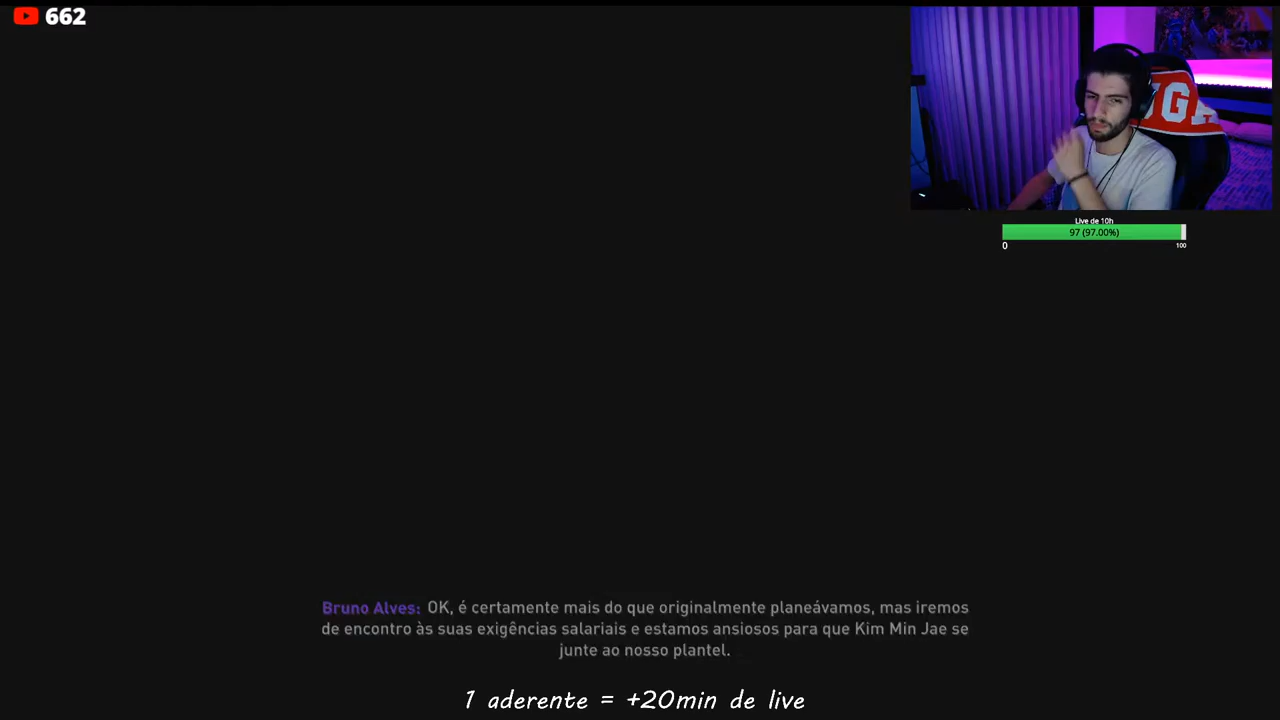 662
Live de 10h
97 (97.00%)
0 100
Bruno Alves: OK, é certamente mais do que originalmente planeávamos, mas iremos
de encontro às suas exigências salariais e estamos ansiosos para que Kim Min Jae se
junte ao nosso plantel.
1 aderente = +20min de live